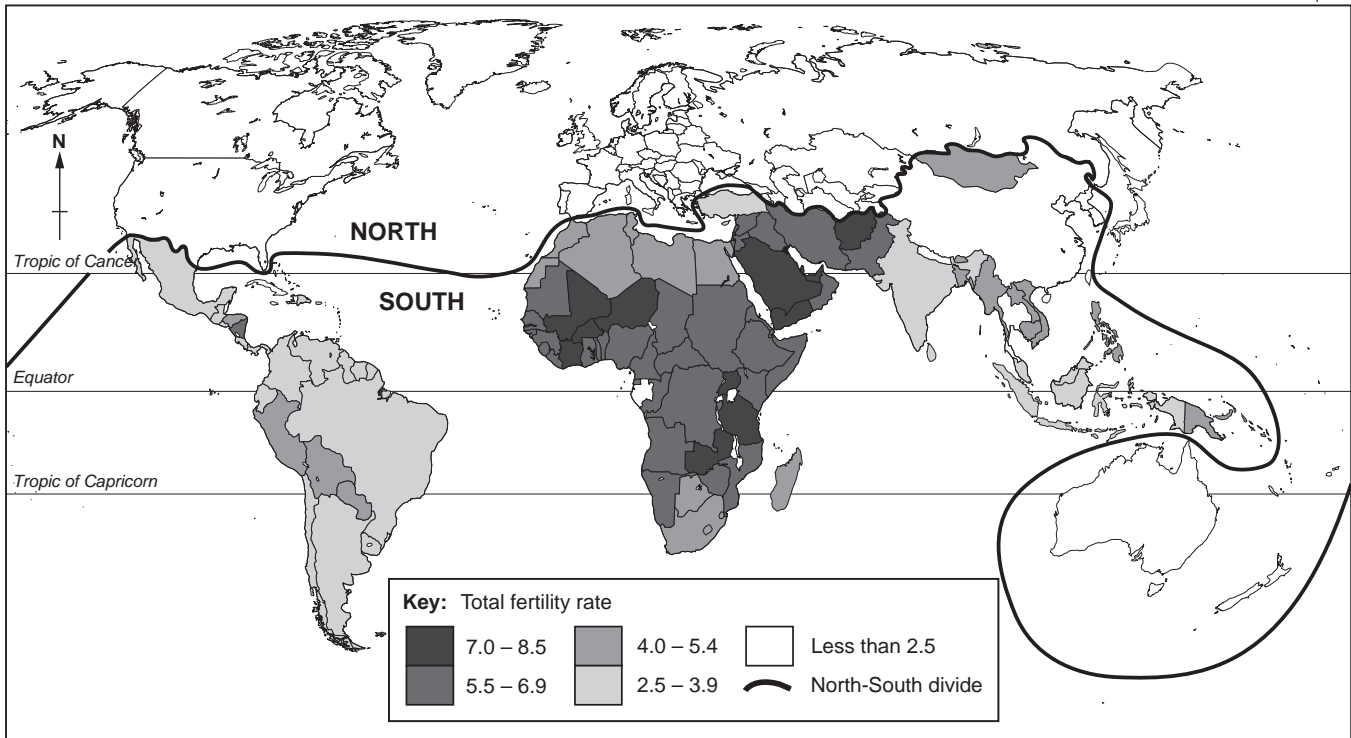 N
NORTH
Tropic of Cancer
SOUTH
Equator
Tropic of Capricorn
Key: Total fertility rate
7.0 – 8.5
4.0 – 5.4
Less than 2.5
5.5 – 6.9
2.5 – 3.9
North-South divide